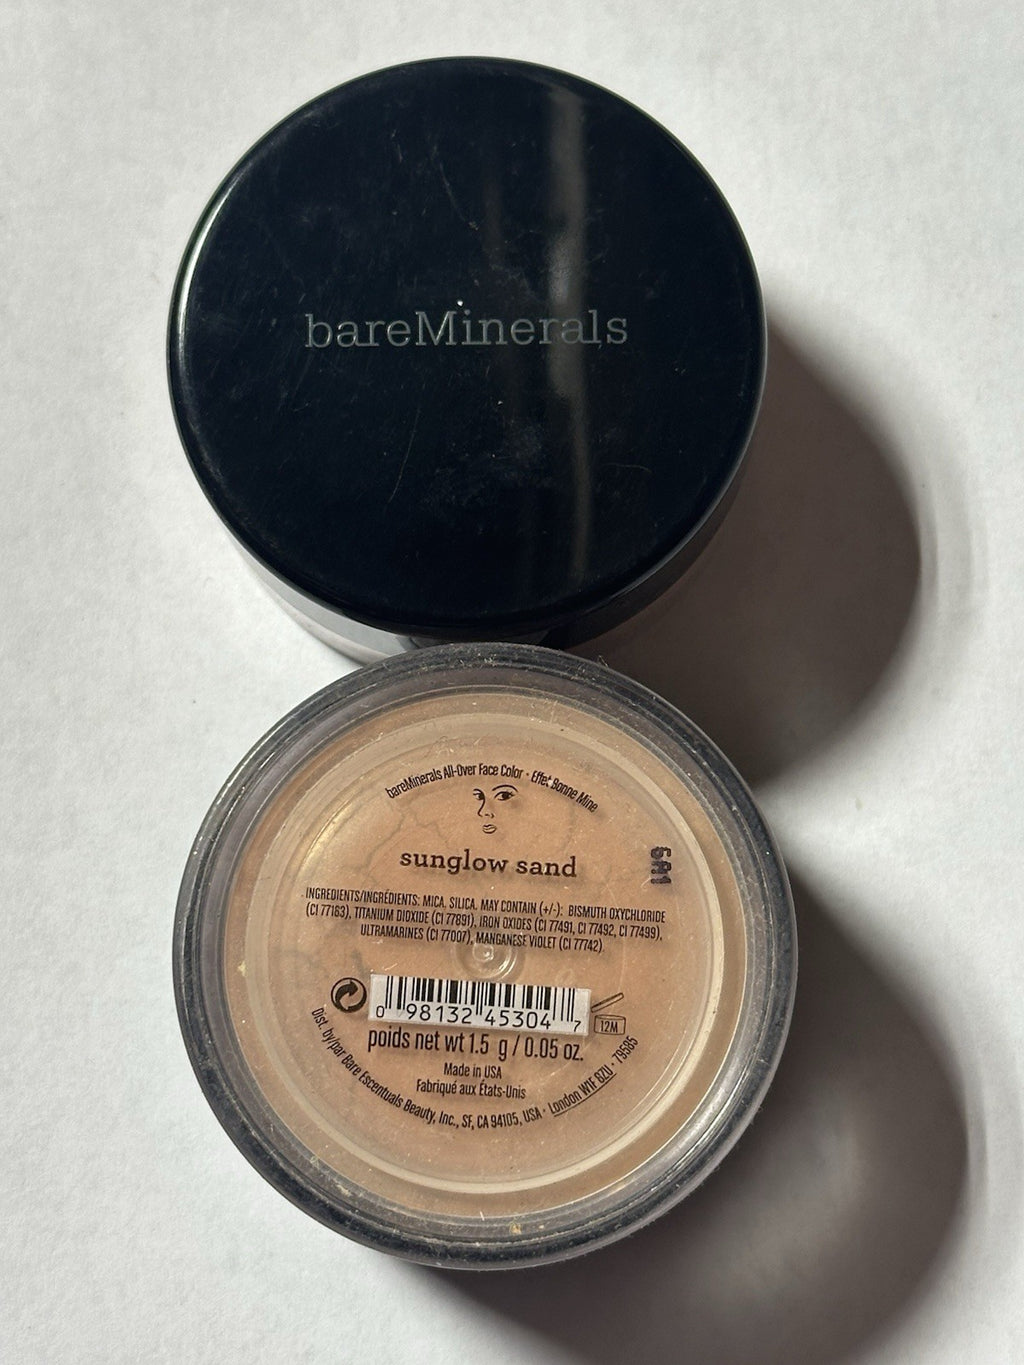 bareMinerals
bareMinerals All-Over Face Color • Effet Bonne Mine
sunglow sand
INGREDIENTS/INGRÉDIENTS: MICA, SILICA. MAY CONTAIN (+/-): BISMUTH OXYCHLORIDE
(CI 77163), TITANIUM DIOXIDE (CI 77891), IRON OXIDES (CI 77491, CI 77492, CI 77499),
ULTRAMARINES (CI 77007), MANGANESE VIOLET (CI 77742)
0 98132 45304 7
12M
poids net wt 1.5 g / 0.05 oz.
Made in USA
Fabriqué aux États-Unis
Dist. by/par Bare Escentuals Beauty, Inc., SF, CA 94105, USA • London W1F 8ZU • 79585